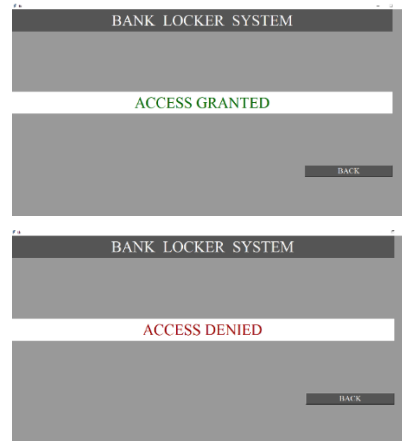 BANK LOCKER SYSTEM
ACCESS GRANTED
BACK
BANK LOCKER SYSTEM
ACCESS DENIED
BACK